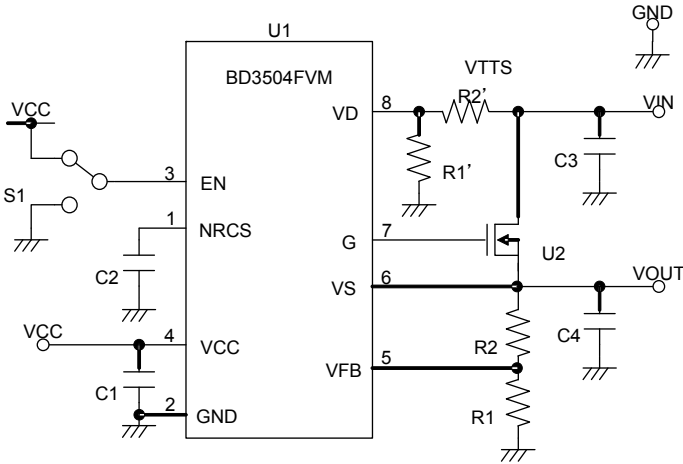 GND
U1
BD3504FVM
VTTS
VCC
8
R2’
VIN
VD
C3
R1’
3
EN
S1
1
NRCS
7
G
U2
C2
6
VS
VOUT
VCC
4
VCC
R2
C4
5
VFB
C1
2
GND
R1